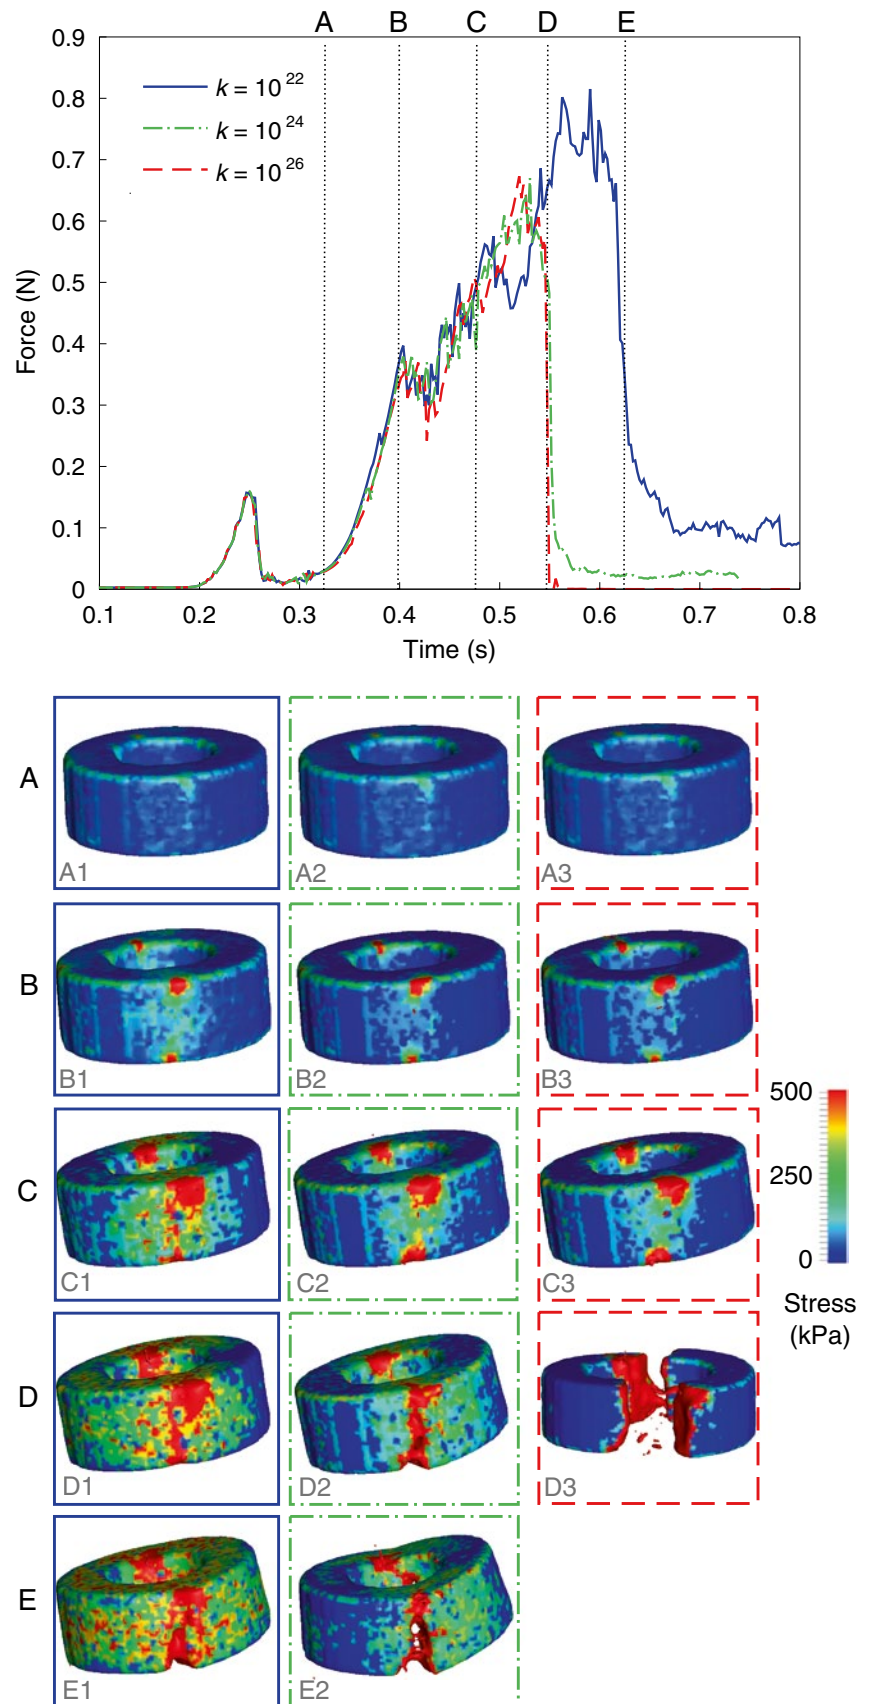 A B C D E
0.9
0.8
0.7
0.6
0.5
0.4
0.3
0.2
0.1
0
Force (N)
k = 10^22
k = 10^24
k = 10^26
0.1 0.2 0.3 0.4 0.5 0.6 0.7 0.8
Time (s)
A
A1 A2 A3
B
B1 B2 B3
C
C1 C2 C3
500
250
0
Stress
(kPa)
D
D1 D2 D3
E
E1 E2